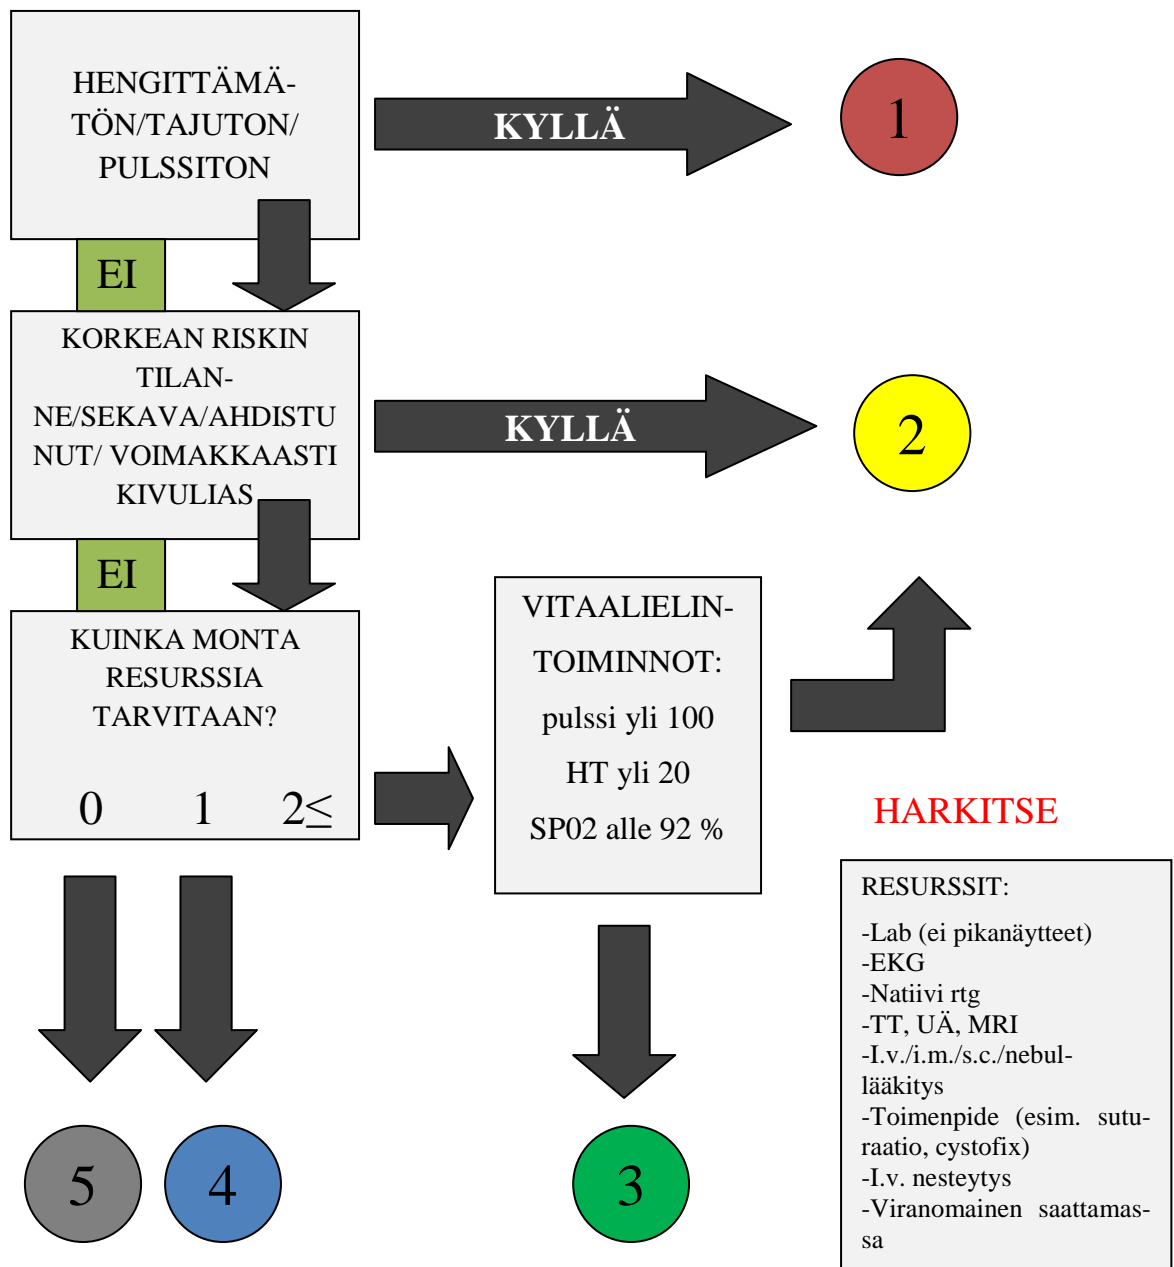 HENGITTÄMÄ-
TÖN/TAJUTON/
PULSSITON
KYLLÄ
1
EI
KORKEAN RISKIN
TILAN-
NE/SEKAVA/AHDISTU
NUT/ VOIMAKKAASTI
KIVULIAS
KYLLÄ
2
EI
KUINKA MONTA
RESURSSIA
TARVITAAN?
0 1 2≤
VITAALIELIN-
TOIMINNOT:
pulssi yli 100
HT yli 20
SP02 alle 92 %
HARKITSE
RESURSSIT:
-Lab (ei pikanäytteet)
-EKG
-Natiivi rtg
-TT, UÄ, MRI
-I.v./i.m./s.c./nebul-
lääkitys
-Toimenpide (esim. sutu-
raatio, cystofix)
-I.v. nesteytys
-Viranomainen saattamas-
sa
5
4
3